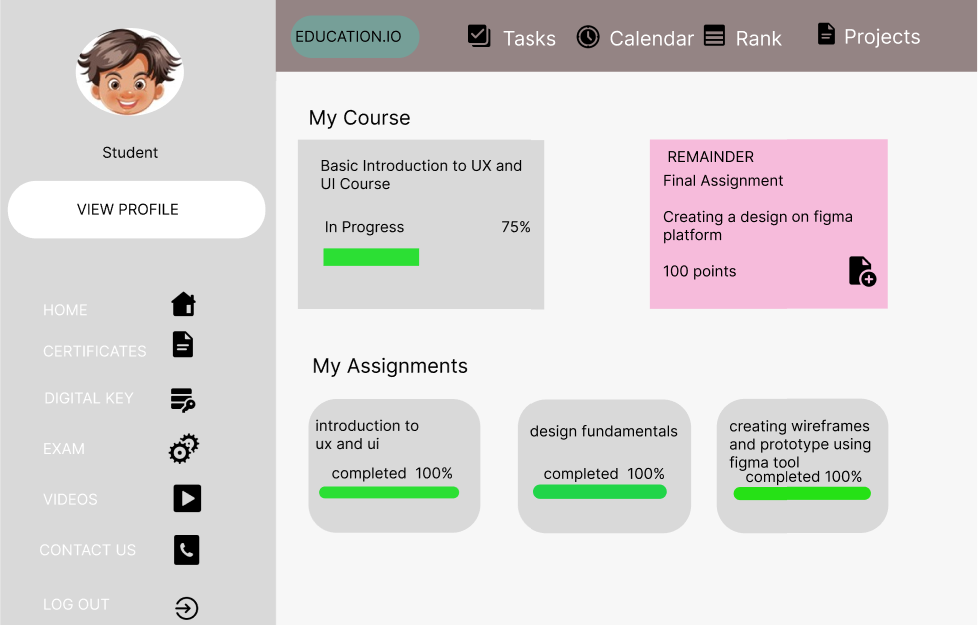 EDUCATION.IO
Tasks
Calendar
Rank
Projects
Student
VIEW PROFILE
HOME
CERTIFICATES
DIGITAL KEY
EXAM
VIDEOS
CONTACT US
LOG OUT
My Course
Basic Introduction to UX and
UI Course
In Progress 75%
REMAINDER
Final Assignment
Creating a design on figma
platform
100 points
My Assignments
introduction to
ux and ui
completed 100%
design fundamentals
completed 100%
creating wireframes
and prototype using
figma tool
completed 100%